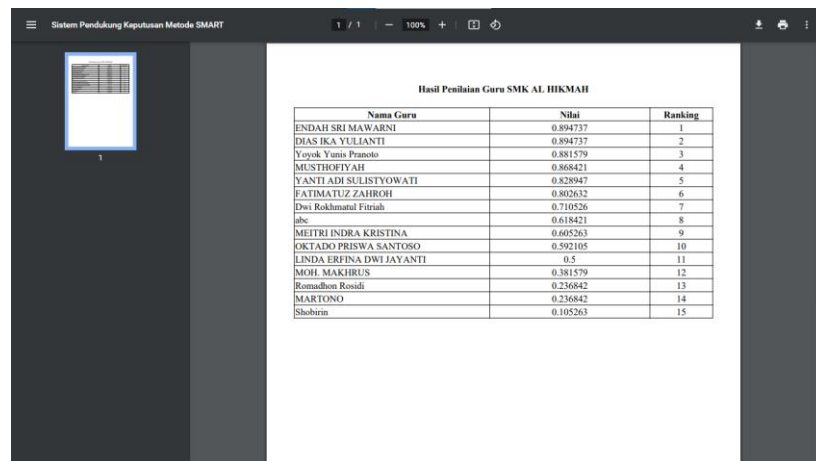 Sistem Pendukung Keputusan Metode SMART 1 / 1 100%
1
Hasil Penilaian Guru SMK AL HIKMAH
Nama Guru Nilai Ranking
ENDAH SRI MAWARNI 0.894737 1
DIAS IKA YULIANTI 0.894737 2
Yoyok Yunis Pranoto 0.881579 3
MUSTHOFIYAH 0.868421 4
YANTI ADI SULISTYOWATI 0.828947 5
FATIMATUZ ZAHROH 0.802632 6
Dwi Rokhmatul Fitriah 0.710526 7
abc 0.618421 8
MEITRI INDRA KRISTINA 0.605263 9
OKTADO PRISWA SANTOSO 0.592105 10
LINDA ERFINA DWI JAYANTI 0.5 11
MOH. MAKHRUS 0.381579 12
Romadhon Rosidi 0.236842 13
MARTONO 0.236842 14
Shobirin 0.105263 15